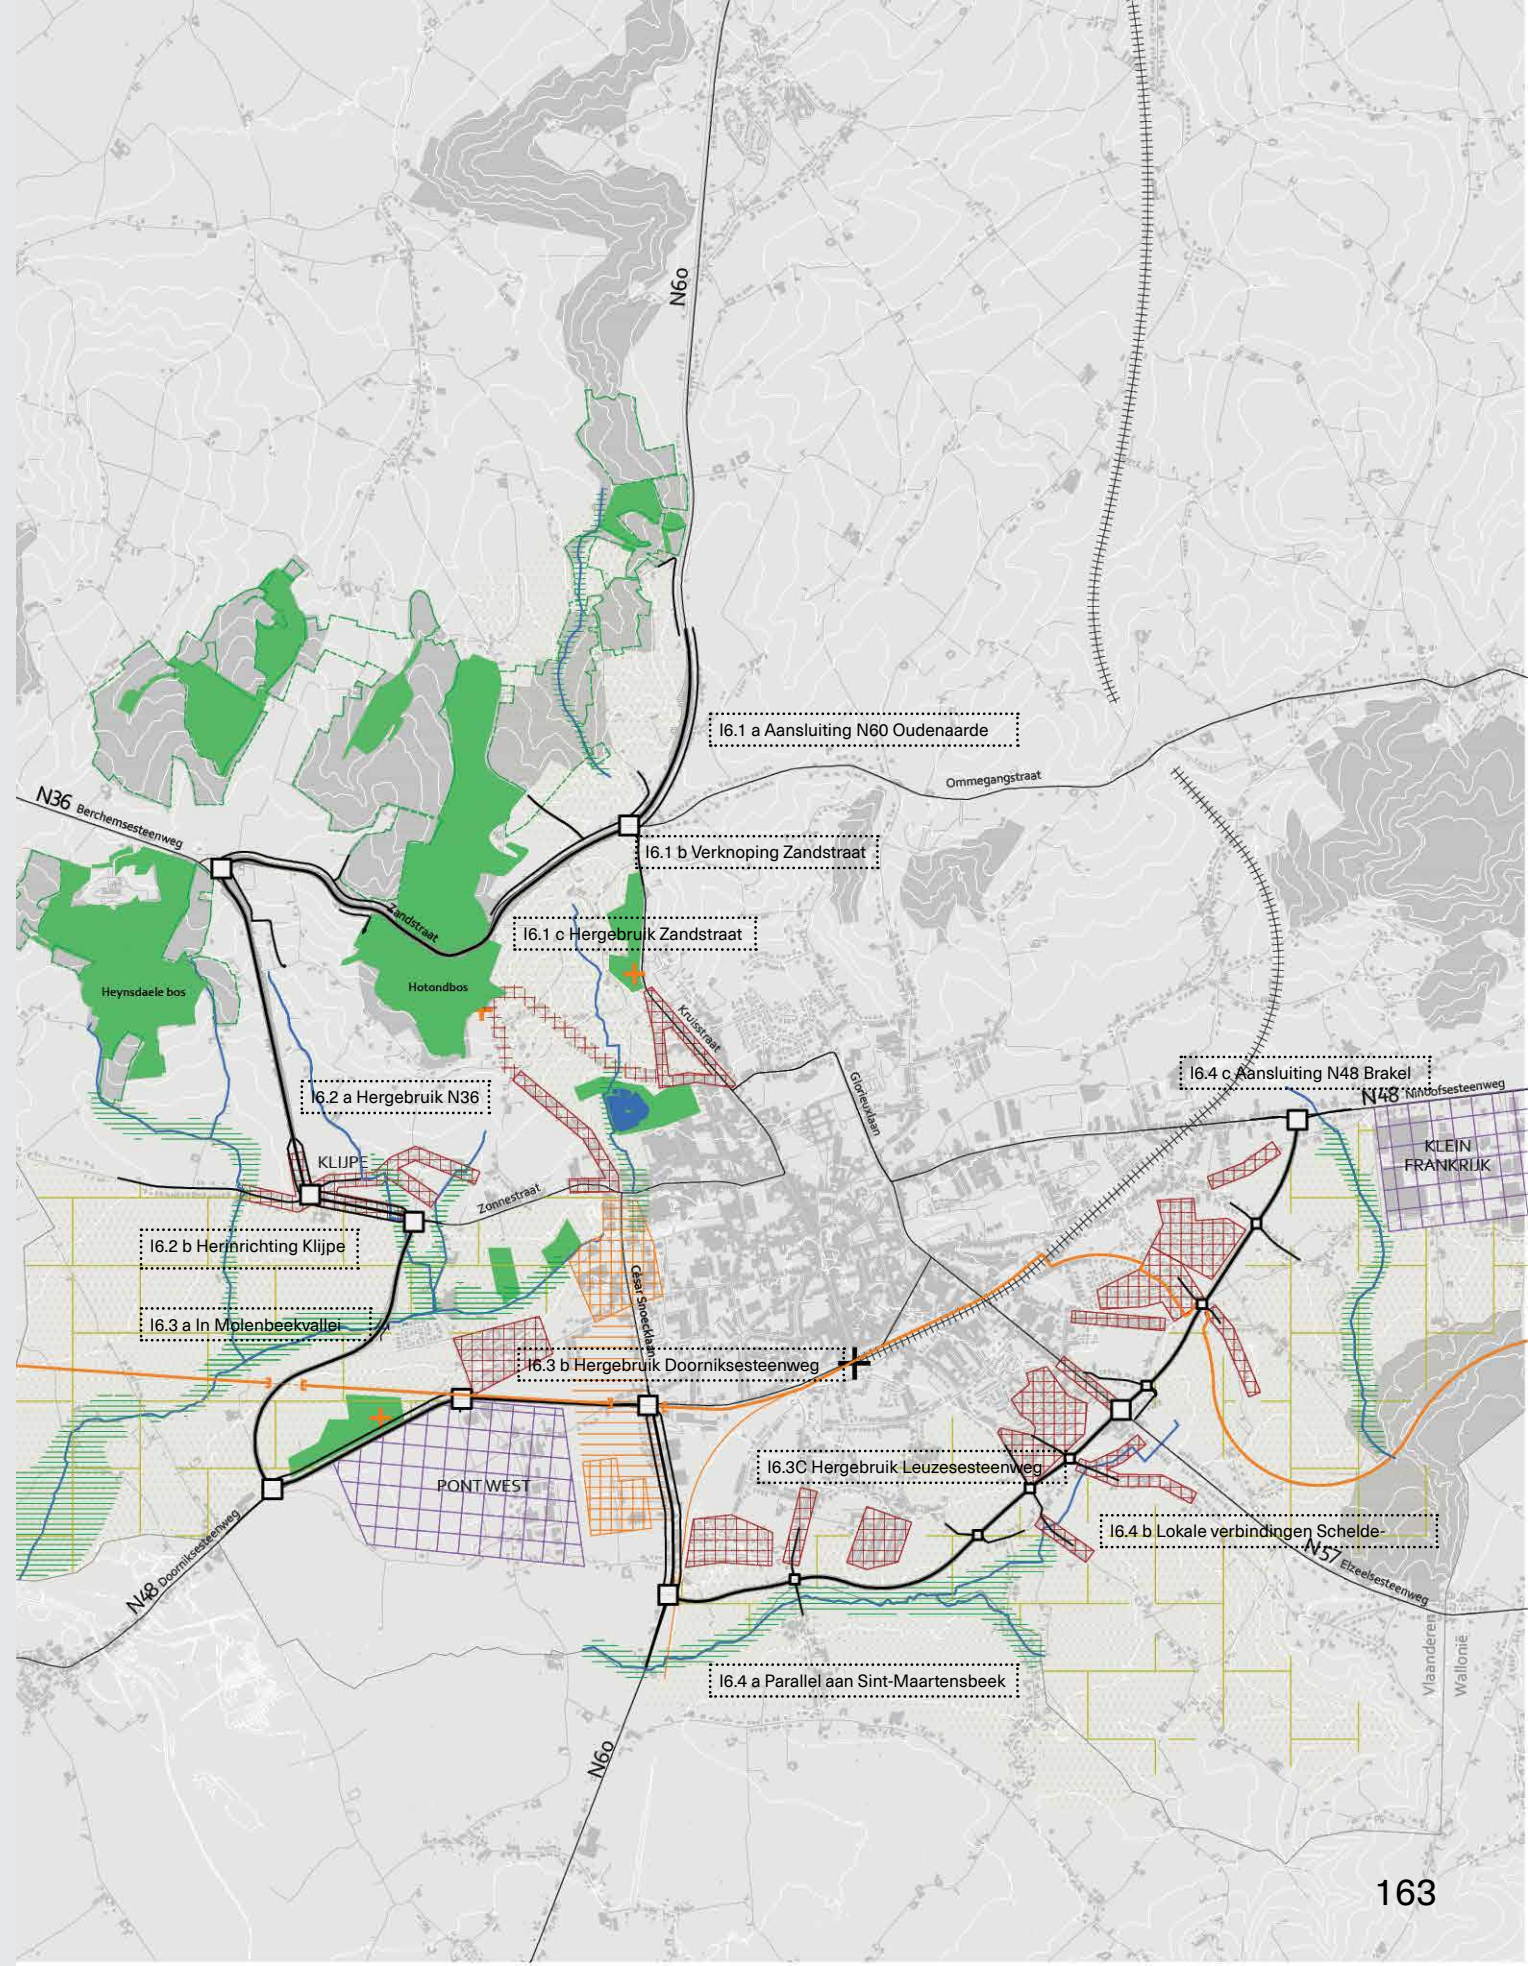 N60
I6.1 a Aansluiting N60 Oudenaarde
Ommegangstraat
N36 Berchemsesteenweg
I6.1 b Verknoping Zandstraat
Zandstraat
I6.1 c Hergebruik Zandstraat
Heynsdaele bos
Hotondbos
Kruisstraat
Glorieuxlaan
I6.4 c Aansluiting N48 Brakel
I6.2 a Hergebruik N36
N48 Ninoofsesteenweg
KLEIN
FRANKRIJK
KLIJPE
Zonnestraat
I6.2 b Herinrichting Klijpe
César Snoecklaan
I6.3 a In Molenbeekvallei
I6.3 b Hergebruik Doorniksesteenweg
I6.3C Hergebruik Leuzesesteenweg
PONT WEST
I6.4 b Lokale verbindingen Schelde-
N57 Elzeelsesteenweg
N48 Doorniksesteenweg
Vlaanderen
Wallonië
I6.4 a Parallel aan Sint-Maartensbeek
N60
163